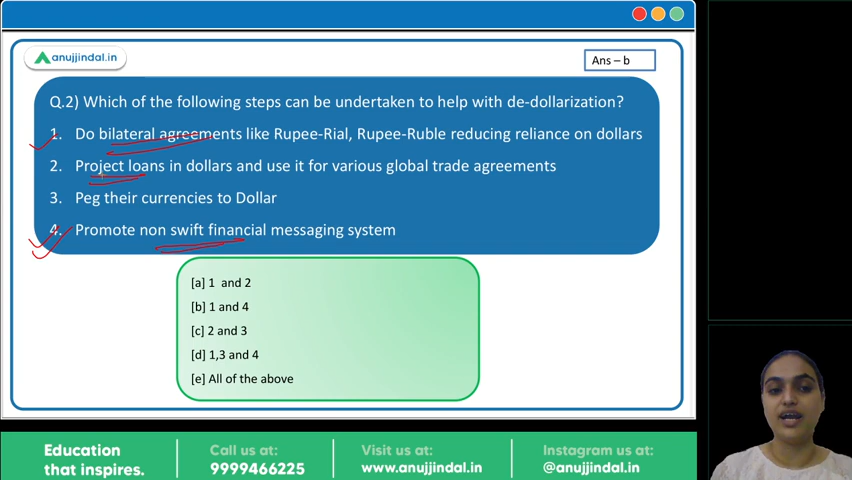 anujjindal.in
Ans – b
Q.2) Which of the following steps can be undertaken to help with de-dollarization?
1. Do bilateral agreements like Rupee-Rial, Rupee-Ruble reducing reliance on dollars
2. Project loans in dollars and use it for various global trade agreements
3. Peg their currencies to Dollar
4. Promote non swift financial messaging system
[a] 1 and 2
[b] 1 and 4
[c] 2 and 3
[d] 1,3 and 4
[e] All of the above
Education
that inspires.
Call us at:
9999466225
Visit us at:
www.anujjindal.in
Instagram us at:
@anujjindal.in